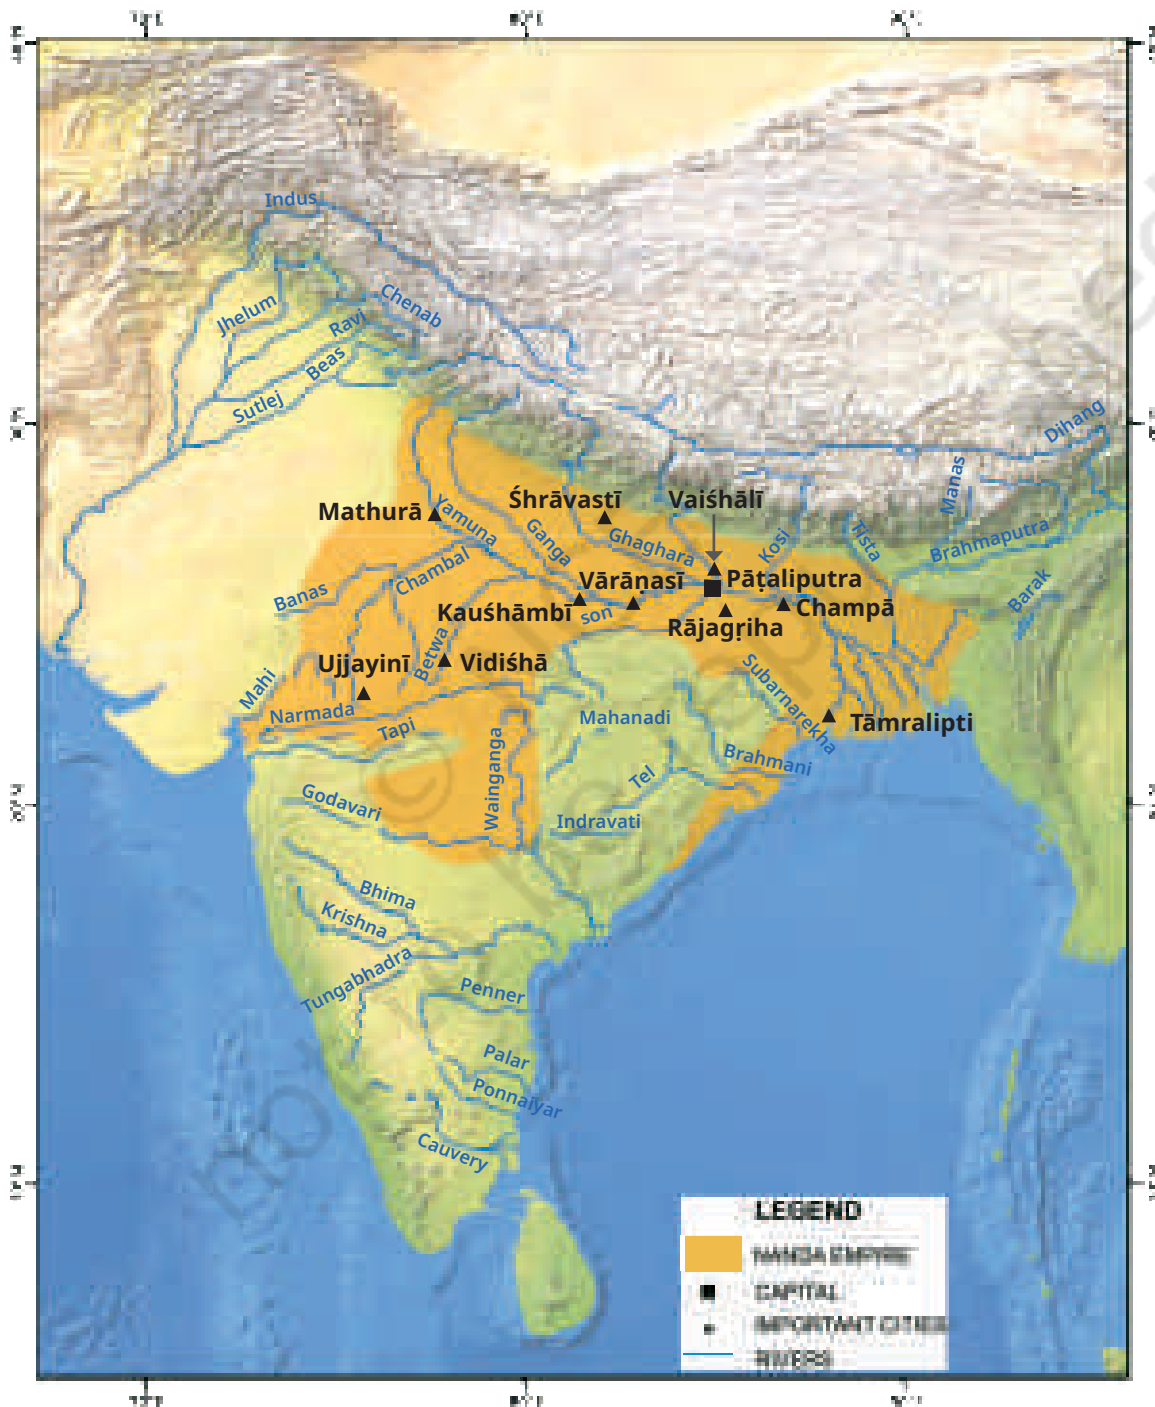 Indus
Jhelum
Ravi
Chenab
Beas
Sutlej
Dihang
Manas
Mathurā
Yamuna
Śhrāvastī
Vaiśhālī
Ganga
Ghaghara
Kosi
Tista
Brahmaputra
Barak
Banas
Chambal
Vārāṇasī
Pāṭaliputra
Kauśhāmbī
son
Champā
Rājagṛiha
Ujjayinī
Betwa
Vidiśhā
Mahi
Narmada
Tapi
Subarnarekha
Tāmralipti
Mahanadi
Wainganga
Brahmani
Tel
Godavari
Indravati
Bhima
Krishna
Tungabhadra
Penner
Palar
Ponnaiyar
Cauvery
LEGEND
NANDA EMPIRE
CAPITAL
IMPORTANT CITIES
RIVERS